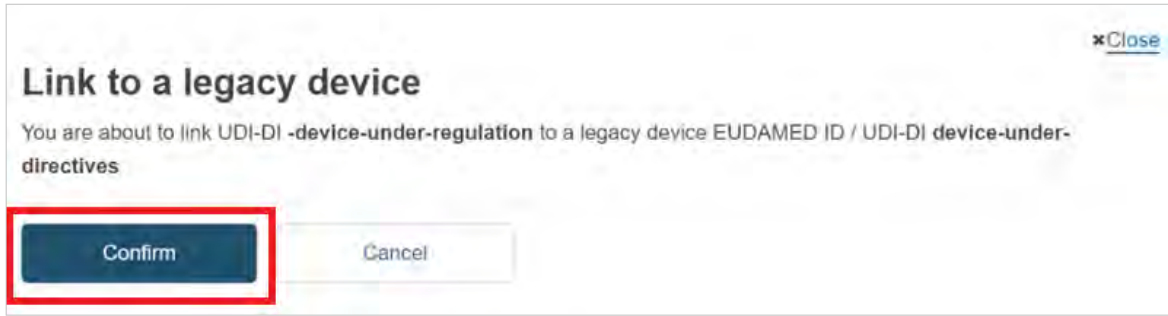 ×Close
Link to a legacy device
You are about to link UDI-DI -device-under-regulation to a legacy device EUDAMED ID / UDI-DI device-under-
directives
Confirm Cancel